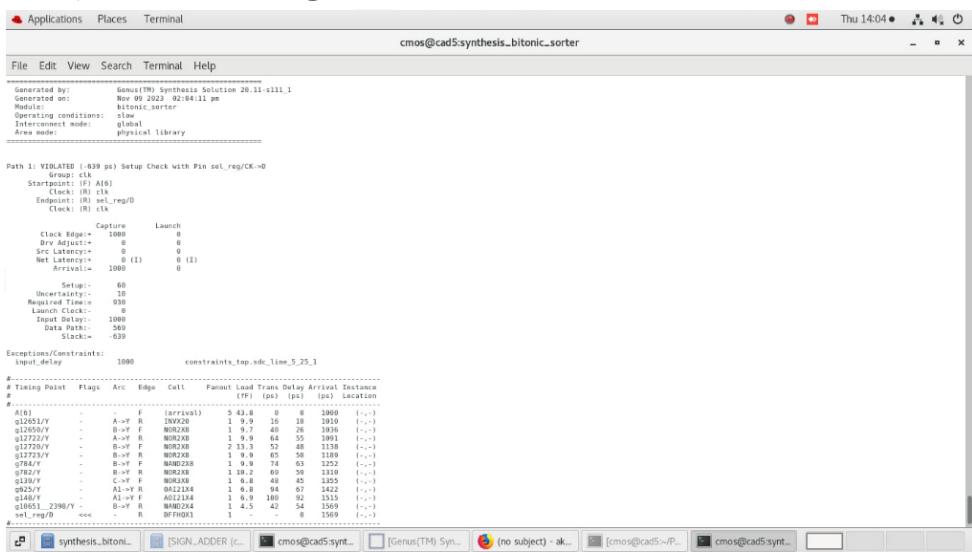 Applications Places Terminal Thu 14:04
cmos@cad5:synthesis_bitonic_sorter
File Edit View Search Terminal Help
============================================================
Generated by: Genus(TM) Synthesis Solution 20.11-s111_1
Generated on: Nov 09 2023 02:04:11 pm
Module: bitonic_sorter
Operating conditions: slow
Interconnect mode: global
Area mode: physical library
============================================================
Path 1: VIOLATED (-639 ps) Setup Check with Pin sel_reg/CK->D
Group: clk
Startpoint: (F) A[6]
Clock: (R) clk
Endpoint: (R) sel_reg/D
Clock: (R) clk
Capture Launch
Clock Edge:+ 1000 0
Drv Adjust:+ 0 0
Src Latency:+ 0 0
Net Latency:+ 0 (I) 0 (I)
Arrival:= 1000 0
Setup:- 60
Uncertainty:- 10
Required Time:= 930
Launch Clock:- 0
Input Delay:- 1000
Data Path:- 569
Slack:= -639
Exceptions/Constraints:
input_delay 1000 constraints_top.sdc_line_5_25_1
#------------------------------------------------------------
# Timing Point Flags Arc Edge Cell Fanout Load Trans Delay Arrival Instance
# (fF) (ps) (ps) (ps) Location
#------------------------------------------------------------
A[6] - - F (arrival) 5 43.8 0 0 1000 (-,-)
g12651/Y - A->Y R INVX20 1 9.9 16 10 1010 (-,-)
g12650/Y - B->Y F NOR2X8 1 9.7 40 26 1036 (-,-)
g12722/Y - A->Y R NOR2X8 1 9.9 64 55 1091 (-,-)
g12720/Y - B->Y F NOR2X8 2 13.3 52 48 1138 (-,-)
g12723/Y - B->Y R NOR2X8 1 9.9 65 50 1189 (-,-)
g784/Y - B->Y F NAND2X8 1 9.9 74 63 1252 (-,-)
g782/Y - B->Y R NOR2X8 1 10.2 69 59 1310 (-,-)
g139/Y - C->Y F NOR3X8 1 6.8 48 45 1355 (-,-)
g625/Y - A1->Y R OAI21X4 1 6.8 94 67 1422 (-,-)
g140/Y - A1->Y F AOI21X4 1 6.9 100 92 1515 (-,-)
g10651__2398/Y - B->Y R NAND2X4 1 4.5 42 54 1569 (-,-)
sel_reg/D <<< - R DFFHQX1 1 - - 0 1569 (-,-)
#------------------------------------------------------------
synthesis_bitoni... [SIGN_ADDER (c... cmos@cad5:synt... [Genus(TM) Syn... (no subject) - ak... [cmos@cad5:~/P... cmos@cad5:synt...